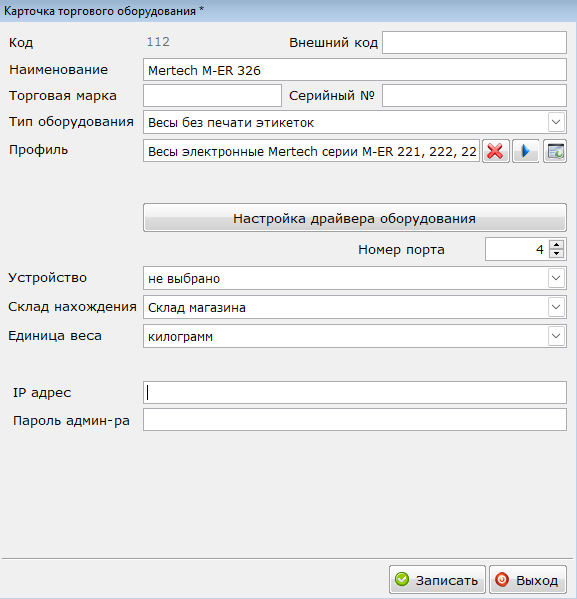 Карточка торгового оборудования *
Код 112 Внешний код
Наименование Mertech M-ER 326
Торговая марка Серийный №
Тип оборудования Весы без печати этикеток
Профиль Весы электронные Mertech серии M-ER 221, 222, 22
Настройка драйвера оборудования
Номер порта 4
Устройство не выбрано
Склад нахождения Склад магазина
Единица веса килограмм
IP адрес
Пароль админ-ра
Записать Выход